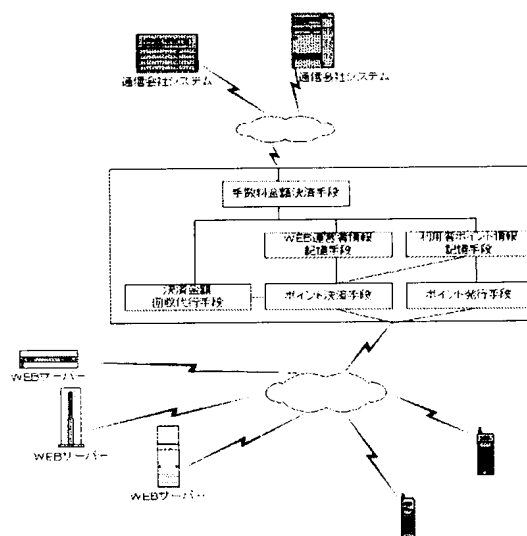 通信会社システム
通信会社システム
手数料金額決済手段
WEB運営者情報
記憶手段
利用者ポイント情報
記憶手段
決済金額
回収代行手段
ポイント決済手段
ポイント発行手段
WEBサーバー
WEBサーバー
WEBサーバー